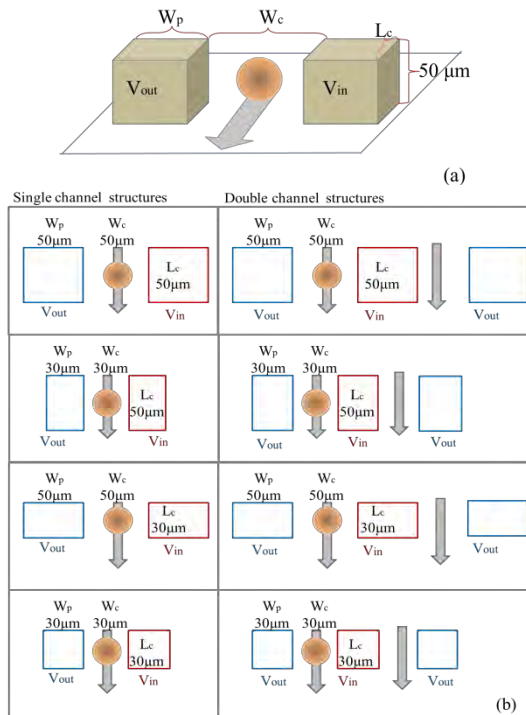 Wp Wc
Lc
50 μm
Vout Vin
(a)
Single channel structures Double channel structures
Wp Wc Wp Wc
50μm 50μm 50μm 50μm
Lc Lc
50μm 50μm
Vout Vin Vout Vin Vout
Wp Wc Wp Wc
30μm 30μm 30μm 30μm
Lc Lc
50μm 50μm
Vout Vin Vout Vin Vout
Wp Wc Wp Wc
50μm 50μm 50μm 50μm
Lc Lc
30μm 30μm
Vout Vin Vout Vin Vout
Wp Wc Wp Wc
30μm 30μm 30μm 30μm
Lc Lc
30μm 30μm
Vout Vin Vout Vin Vout
(b)